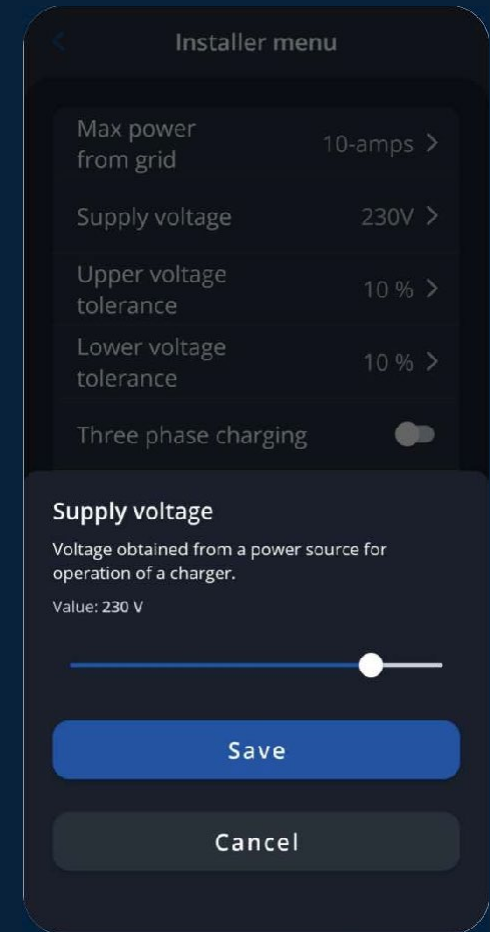 Installer menu
Max power
from grid
10-amps
Supply voltage
230V
Upper voltage
tolerance
10 %
Lower voltage
tolerance
10 %
Three phase charging
Supply voltage
Voltage obtained from a power source for
operation of a charger.
Value: 230 V
Save
Cancel